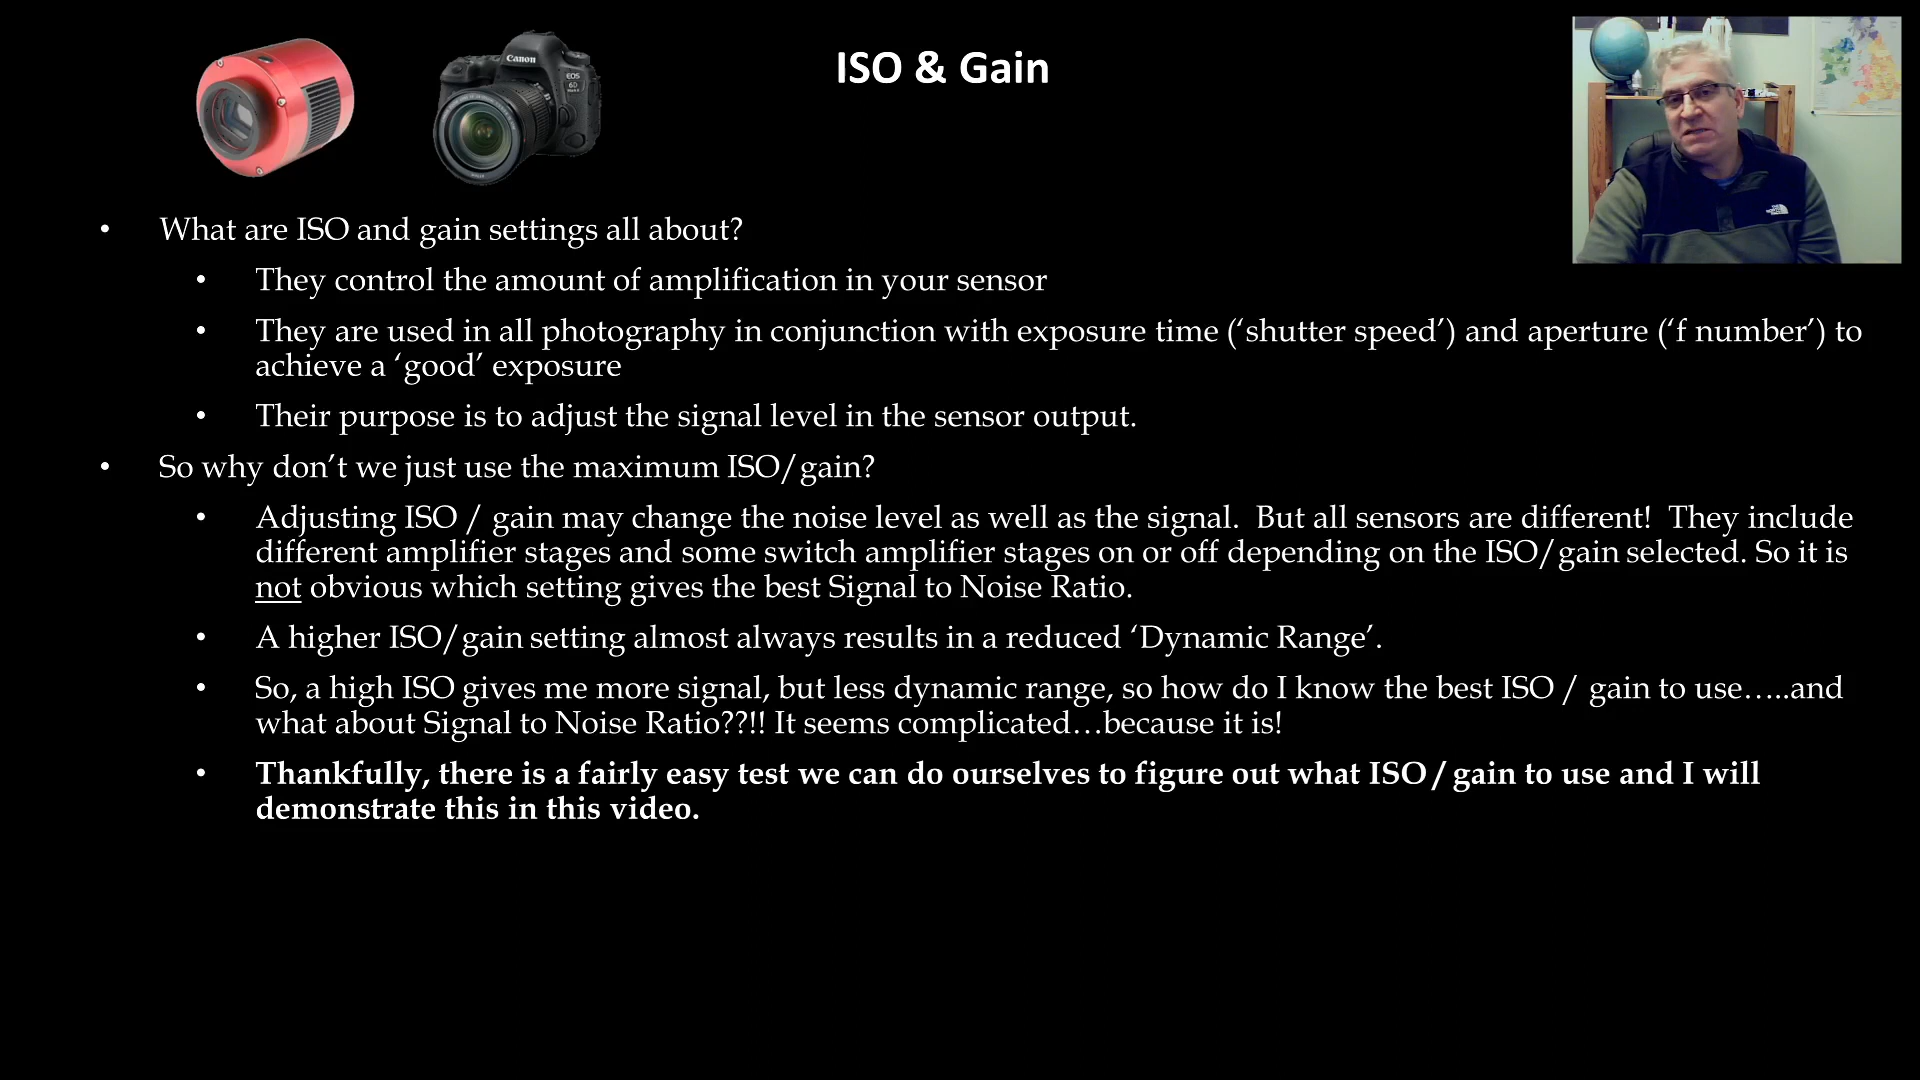 ISO & Gain
Canon
EOS
6D
THE
NORTH
FACE
• What are ISO and gain settings all about?
• They control the amount of amplification in your sensor
• They are used in all photography in conjunction with exposure time (‘shutter speed’) and aperture (‘f number’) to
achieve a ‘good’ exposure
• Their purpose is to adjust the signal level in the sensor output.
• So why don’t we just use the maximum ISO/gain?
• Adjusting ISO / gain may change the noise level as well as the signal.  But all sensors are different!  They include
different amplifier stages and some switch amplifier stages on or off depending on the ISO/gain selected. So it is
not obvious which setting gives the best Signal to Noise Ratio.
• A higher ISO/gain setting almost always results in a reduced ‘Dynamic Range’.
• So, a high ISO gives me more signal, but less dynamic range, so how do I know the best ISO / gain to use…..and
what about Signal to Noise Ratio??!! It seems complicated…because it is!
• Thankfully, there is a fairly easy test we can do ourselves to figure out what ISO / gain to use and I will
demonstrate this in this video.